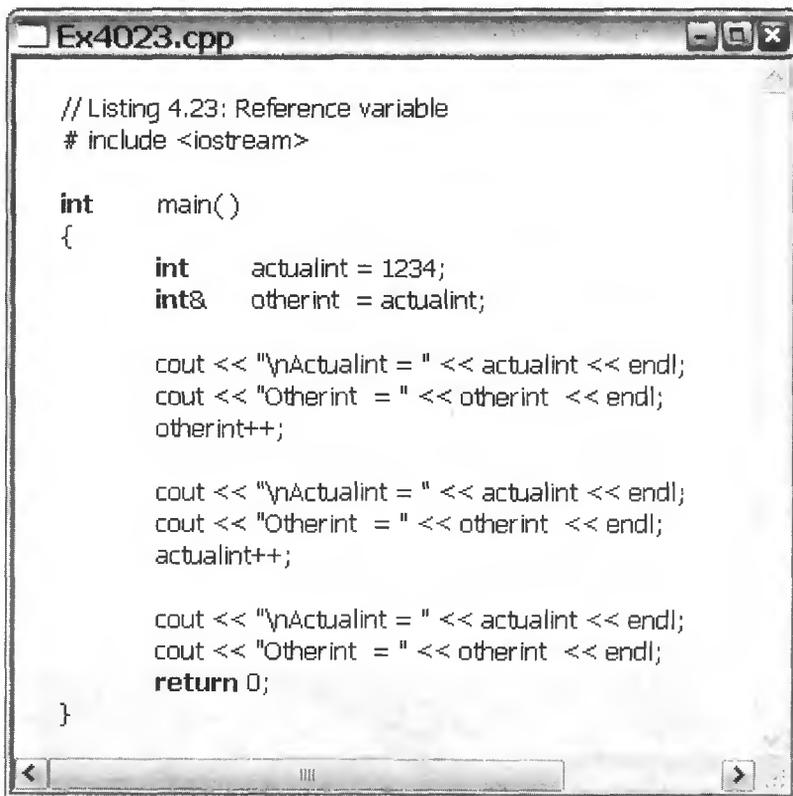 Ex4023.cpp
// Listing 4.23: Reference variable
# include <iostream>
int main()
{
int actualint = 1234;
int& otherint = actualint;
cout << "\nActualint = " << actualint << endl;
cout << "Otherint = " << otherint << endl;
otherint++;
cout << "\nActualint = " << actualint << endl;
cout << "Otherint = " << otherint << endl;
actualint++;
cout << "\nActualint = " << actualint << endl;
cout << "Otherint = " << otherint << endl;
return 0;
}